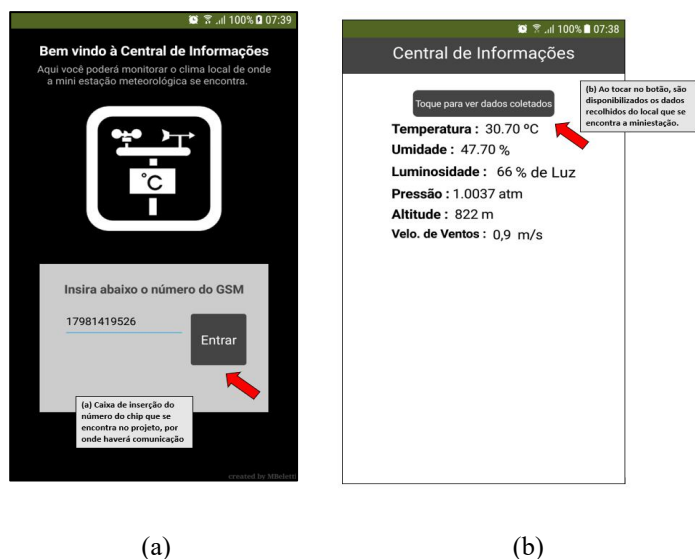 100% 07:39
Bem vindo à Central de Informações
Aqui você poderá monitorar o clima local de onde
a mini estação meteorológica se encontra.
°C
Insira abaixo o número do GSM
17981419526
Entrar
(a) Caixa de inserção do
número do chip que se
encontra no projeto, por
onde haverá comunicação
created by MBeletti
(a)
100% 07:38
Central de Informações
Toque para ver dados coletados
(b) Ao tocar no botão, são
disponibilizados os dados
recolhidos do local que se
encontra a miniestação.
Temperatura : 30.70 ºC
Umidade : 47.70 %
Luminosidade : 66 % de Luz
Pressão : 1.0037 atm
Altitude : 822 m
Velo. de Ventos : 0,9 m/s
(b)